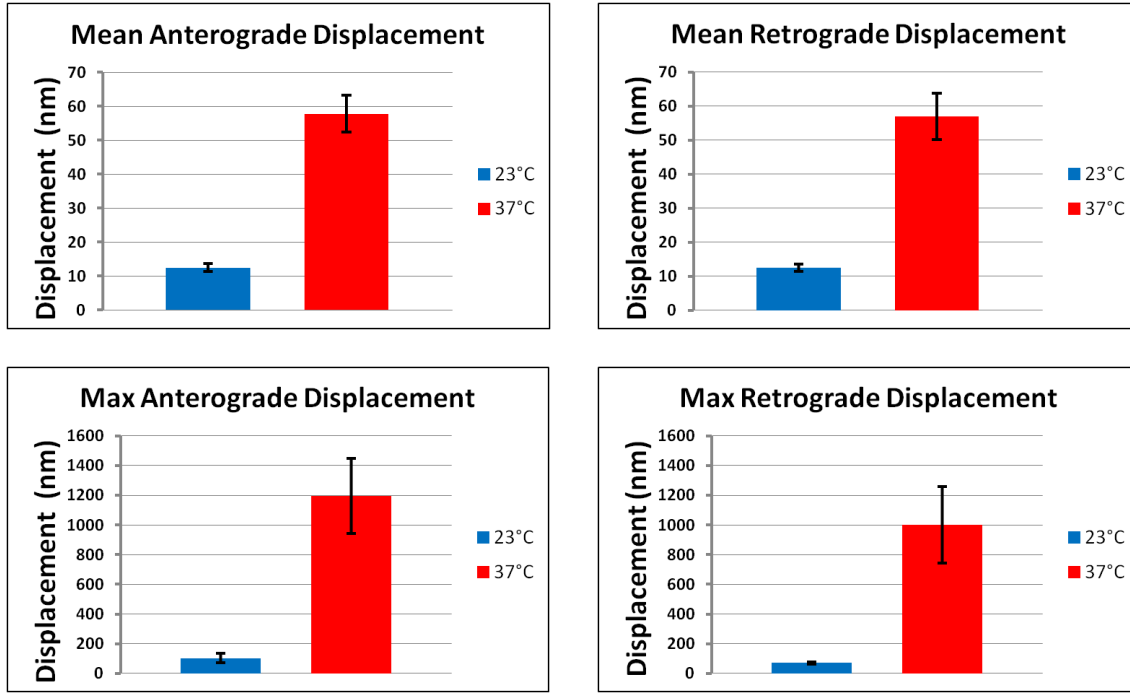 Mean Anterograde Displacement
Displacement (nm)
70
60
50
40
30
20
10
0
23°C
37°C
Mean Retrograde Displacement
Displacement (nm)
70
60
50
40
30
20
10
0
23°C
37°C
Max Anterograde Displacement
Displacement (nm)
1600
1400
1200
1000
800
600
400
200
0
23°C
37°C
Max Retrograde Displacement
Displacement (nm)
1600
1400
1200
1000
800
600
400
200
0
23°C
37°C